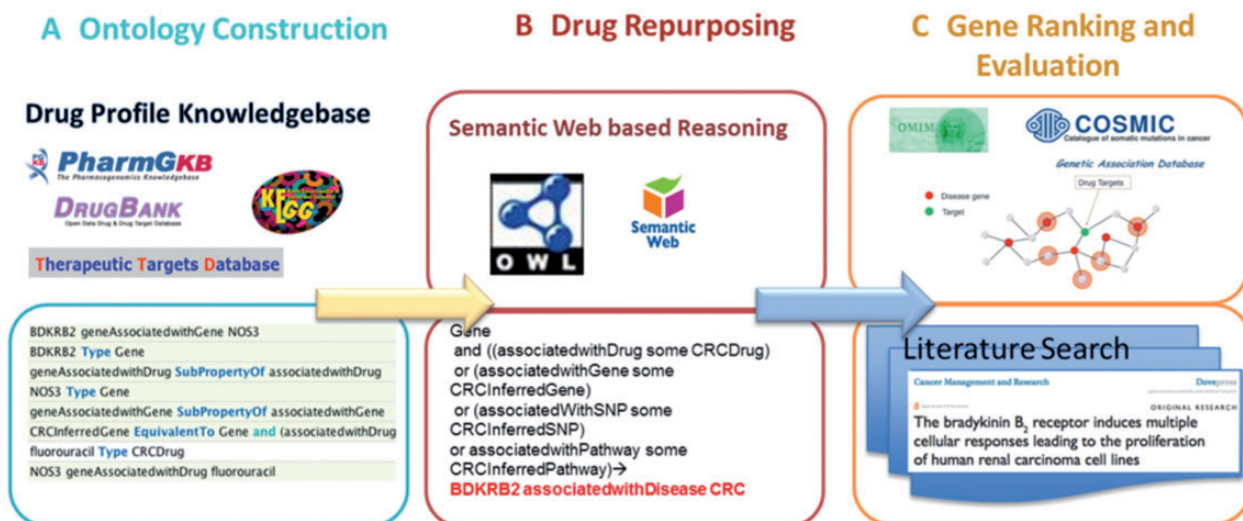 A Ontology Construction
Drug Profile Knowledgebase
PharmGKB
The Pharmacogenomics Knowledgebase
DRUGBANK
Open Data Drug & Drug Target Database
KEGG
Therapeutic Targets Database
BDKRB2 geneAssociatedwithGene NOS3
BDKRB2 Type Gene
geneAssociatedwithDrug SubPropertyOf associatedwithDrug
NOS3 Type Gene
geneAssociatedwithGene SubPropertyOf associatedwithGene
CRCInferredGene EquivalentTo Gene and (associatedwithDrug
fluorouracil Type CRCDrug
NOS3 geneAssociatedwithDrug fluorouracil
B Drug Repurposing
Semantic Web based Reasoning
OWL
Semantic
Web
Gene
and ((associatedwithDrug some CRCDrug)
or (associatedwithGene some
CRCInferredGene)
or (associatedWithSNP some
CRCInferredSNP)
or associatedwithPathway some
CRCInferredPathway)→
BDKRB2 associatedwithDisease CRC
C Gene Ranking and
Evaluation
OMIM
COSMIC
Catalogue of somatic mutations in cancer
Genetic Association Database
Drug Targets
Disease gene
Target
Literature Search
Cancer Management and Research
Dovepress
ORIGINAL RESEARCH
The bradykinin B₂ receptor induces multiple
cellular responses leading to the proliferation
of human renal carcinoma cell lines